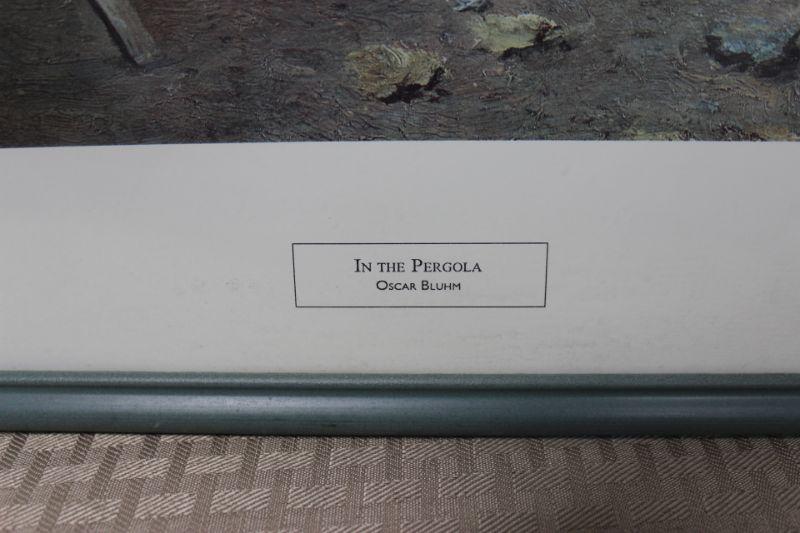 In the Pergola
Oscar Bluhm